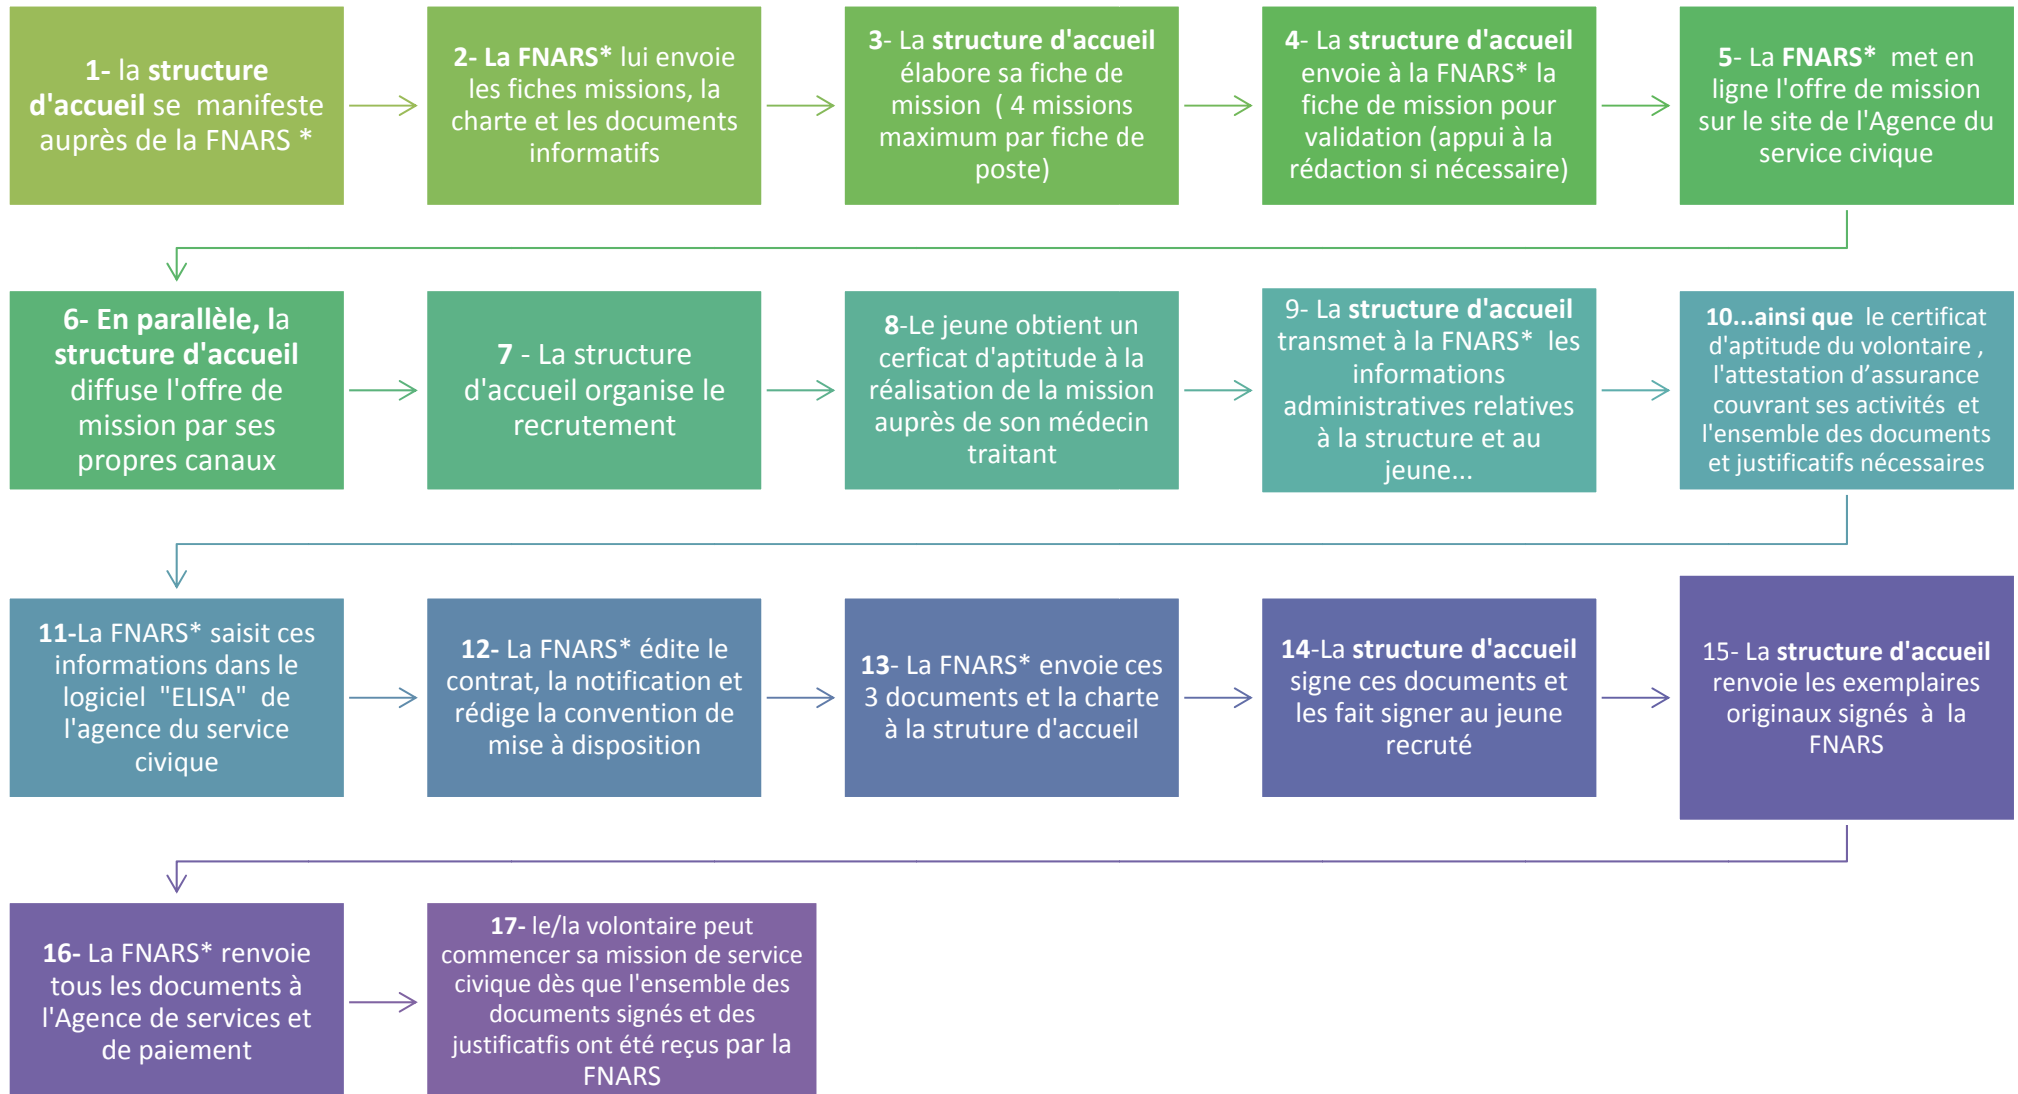 1- la structure
d'accueil se manifeste
auprès de la FNARS *
2- La FNARS* lui envoie
les fiches missions, la
charte et les documents
informatifs
3- La structure d'accueil
élabore sa fiche de
mission ( 4 missions
maximum par fiche de
poste)
4- La structure d'accueil
envoie à la FNARS* la
fiche de mission pour
validation (appui à la
rédaction si nécessaire)
5- La FNARS* met en
ligne l'offre de mission
sur le site de l'Agence du
service civique
6- En parallèle, la
structure d'accueil
diffuse l'offre de
mission par ses
propres canaux
7 - La structure
d'accueil organise le
recrutement
8-Le jeune obtient un
cerficat d'aptitude à la
réalisation de la mission
auprès de son médecin
traitant
9- La structure d'accueil
transmet à la FNARS* les
informations
administratives relatives
à la structure et au
jeune...
10...ainsi que le certificat
d'aptitude du volontaire ,
l'attestation d’assurance
couvrant ses activités et
l'ensemble des documents
et justificatifs nécessaires
11-La FNARS* saisit ces
informations dans le
logiciel "ELISA" de
l'agence du service
civique
12- La FNARS* édite le
contrat, la notification et
rédige la convention de
mise à disposition
13- La FNARS* envoie ces
3 documents et la charte
à la struture d'accueil
14-La structure d'accueil
signe ces documents et
les fait signer au jeune
recruté
15- La structure d'accueil
renvoie les exemplaires
originaux signés à la
FNARS
16- La FNARS* renvoie
tous les documents à
l'Agence de services et
de paiement
17- le/la volontaire peut
commencer sa mission de service
civique dès que l'ensemble des
documents signés et des
justificatfis ont été reçus par la
FNARS